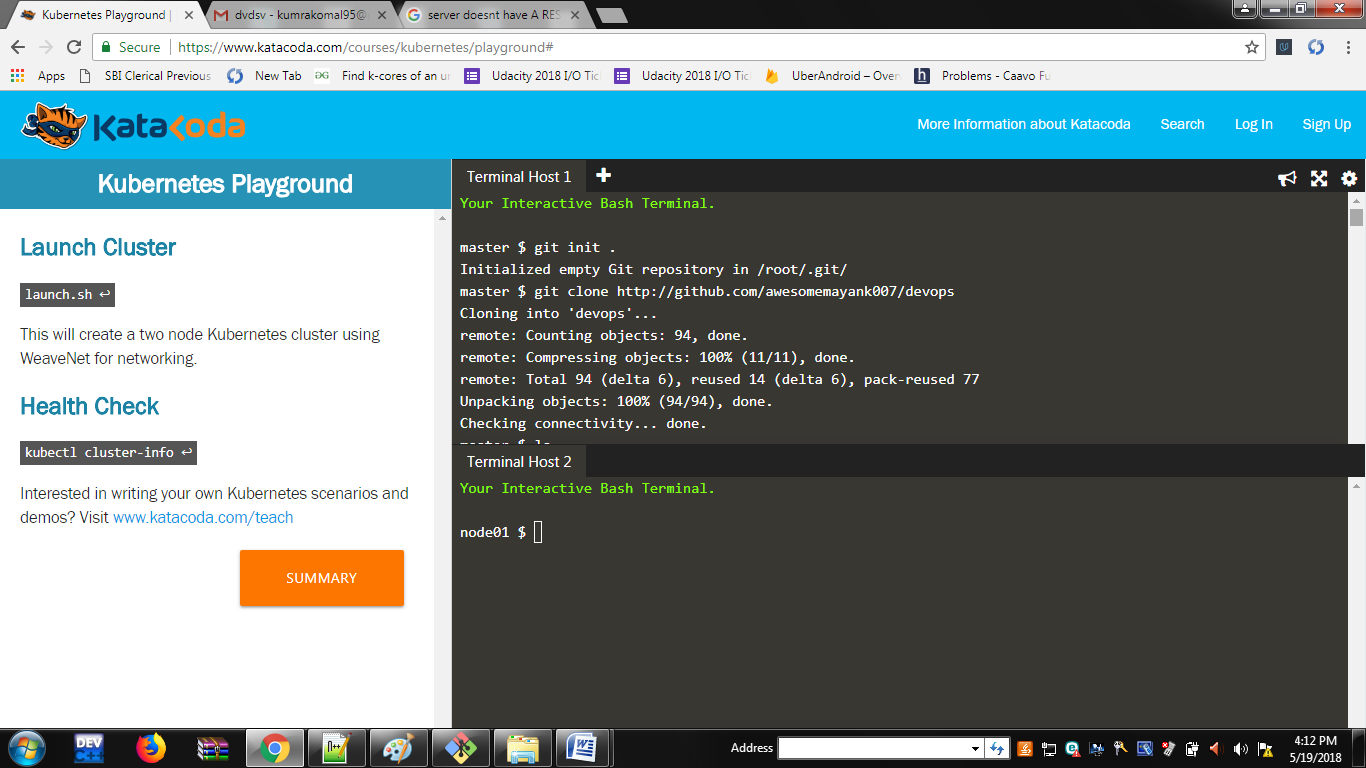 Kubernetes Playground |
dvdsv - kumrakomal95@
server doesnt have A RES
Secure
https://www.katacoda.com/courses/kubernetes/playground#
Apps
SBI Clerical Previous
New Tab
Find k-cores of an ur
Udacity 2018 I/O Tick
Udacity 2018 I/O Tick
UberAndroid – Over
Problems - Caavo Fu
KataKoda
More Information about Katacoda
Search
Log In
Sign Up
Kubernetes Playground
Launch Cluster
launch.sh ↩
This will create a two node Kubernetes cluster using
WeaveNet for networking.
Health Check
kubectl cluster-info ↩
Interested in writing your own Kubernetes scenarios and
demos? Visit www.katacoda.com/teach
SUMMARY
Terminal Host 1
Your Interactive Bash Terminal.
master $ git init .
Initialized empty Git repository in /root/.git/
master $ git clone http://github.com/awesomemayank007/devops
Cloning into 'devops'...
remote: Counting objects: 94, done.
remote: Compressing objects: 100% (11/11), done.
remote: Total 94 (delta 6), reused 14 (delta 6), pack-reused 77
Unpacking objects: 100% (94/94), done.
Checking connectivity... done.
master $ ls
Terminal Host 2
Your Interactive Bash Terminal.
node01 $
DEV
C++
Address
4:12 PM
5/19/2018